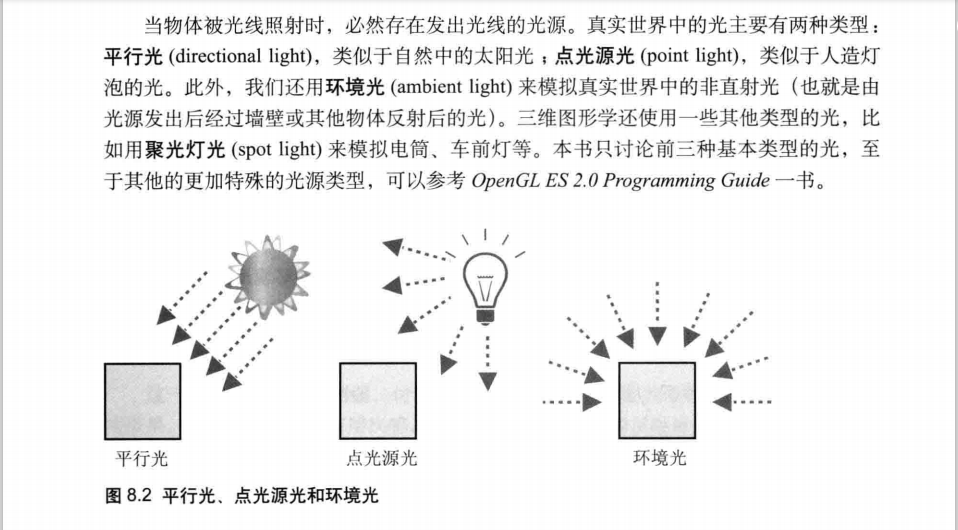 当物体被光线照射时，必然存在发出光线的光源。真实世界中的光主要有两种类型：
平行光 (directional light)，类似于自然中的太阳光；点光源光 (point light)，类似于人造灯
泡的光。此外，我们还用环境光 (ambient light) 来模拟真实世界中的非直射光（也就是由
光源发出后经过墙壁或其他物体反射后的光）。三维图形学还使用一些其他类型的光，比
如用聚光灯光 (spot light) 来模拟电筒、车前灯等。本书只讨论前三种基本类型的光，至
于其他的更加特殊的光源类型，可以参考 OpenGL ES 2.0 Programming Guide 一书。
平行光
点光源光
环境光
图 8.2 平行光、点光源光和环境光